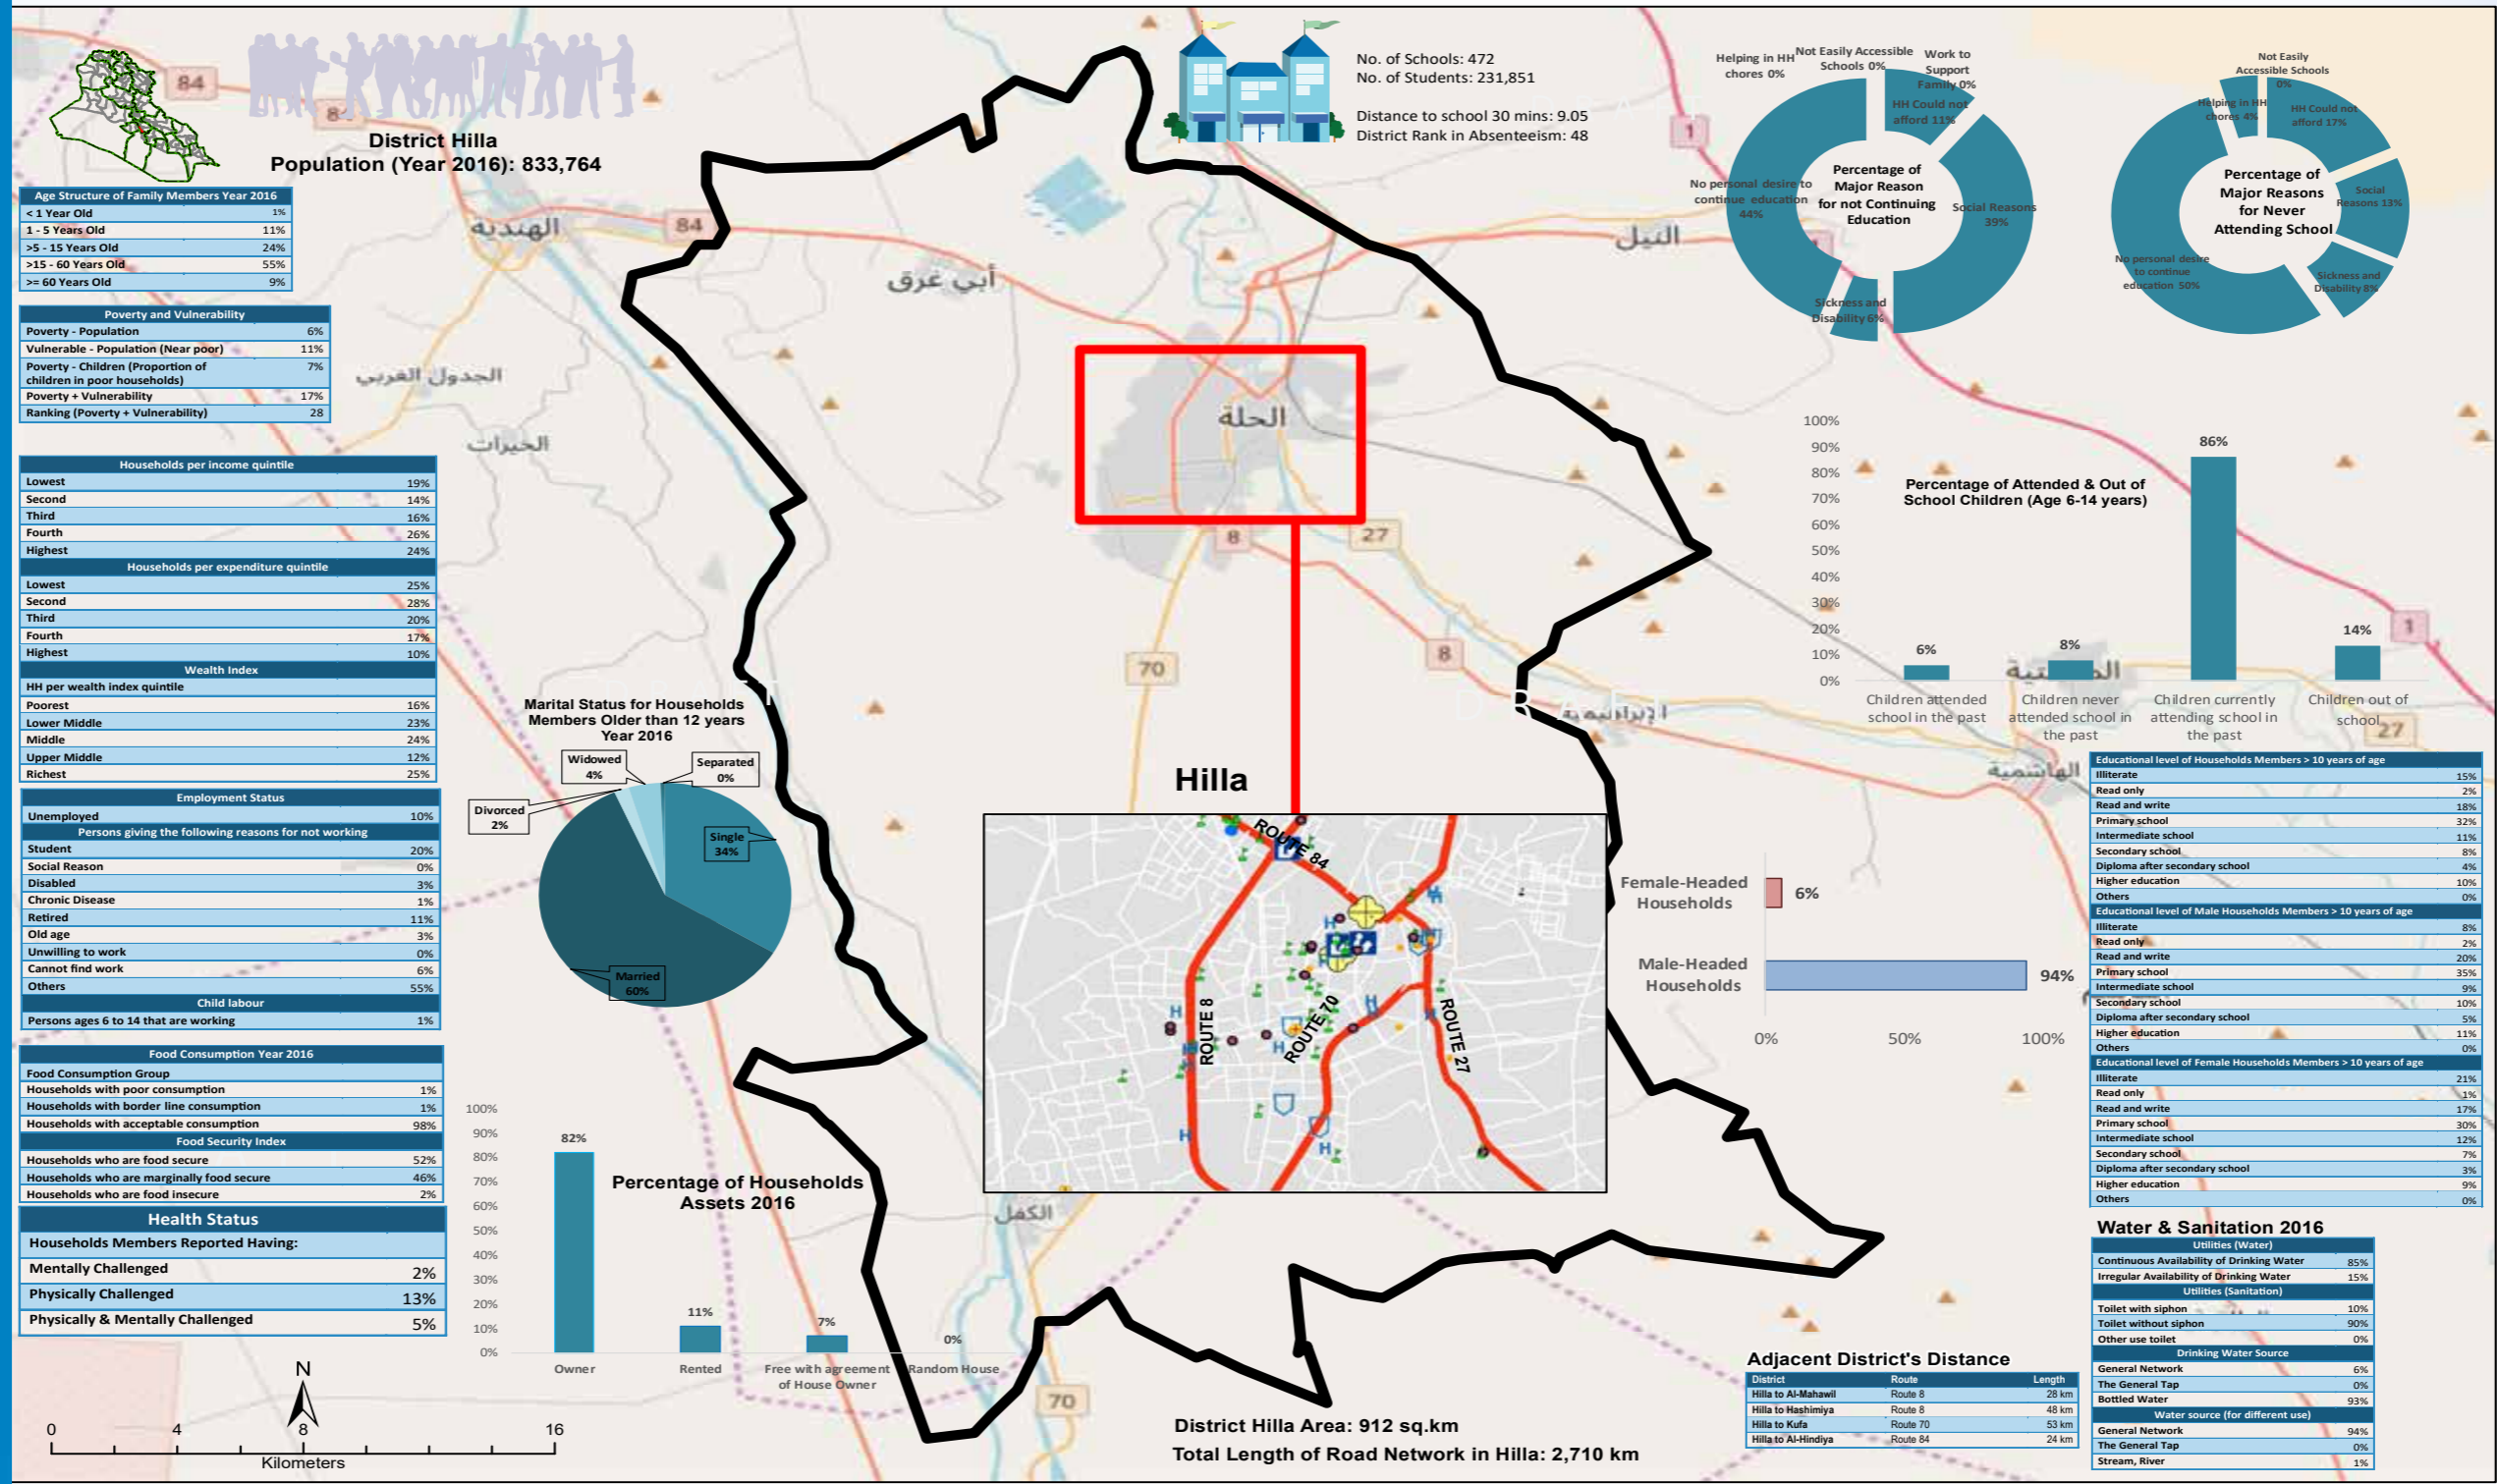 District Hilla
Population (Year 2016): 833,764
Age Structure of Family Members Year 2016
< 1 Year Old 1%
1 - 5 Years Old 11%
>5 - 15 Years Old 24%
>15 - 60 Years Old 55%
>= 60 Years Old 9%
Poverty and Vulnerability
Poverty - Population 6%
Vulnerable - Population (Near poor) 11%
Poverty - Children (Proportion of children in poor households) 7%
Poverty + Vulnerability 17%
Ranking (Poverty + Vulnerability) 28
Households per income quintile
Lowest 19%
Second 14%
Third 16%
Fourth 26%
Highest 24%
Households per expenditure quintile
Lowest 25%
Second 28%
Third 20%
Fourth 17%
Highest 10%
Wealth Index
HH per wealth index quintile
Poorest 16%
Lower Middle 23%
Middle 24%
Upper Middle 12%
Richest 25%
Employment Status
Unemployed 10%
Persons giving the following reasons for not working
Student 20%
Social Reason 0%
Disabled 3%
Chronic Disease 1%
Retired 11%
Old age 3%
Unwilling to work 0%
Cannot find work 6%
Others 55%
Child labour
Persons ages 6 to 14 that are working 1%
Food Consumption Year 2016
Food Consumption Group
Households with poor consumption 1%
Households with border line consumption 1%
Households with acceptable consumption 98%
Food Security Index
Households who are food secure 52%
Households who are marginally food secure 46%
Households who are food insecure 2%
Health Status
Households Members Reported Having:
Mentally Challenged 2%
Physically Challenged 13%
Physically & Mentally Challenged 5%
N
0 4 8 16
Kilometers
84
84
الهندية
أبي غرق
الجدول الغربي
الخيرات
النيل
الحلة
8
27
70
8
1
1
27
الإبراهيمية
الهاشمية
الكفل
70
Marital Status for Households
Members Older than 12 years
Year 2016
Widowed
4%
Separated
0%
Divorced
2%
Single
34%
Married
60%
Percentage of Households
Assets 2016
100%
90%
80%
70%
60%
50%
40%
30%
20%
10%
0%
82%
11%
7%
0%
Owner
Rented
Free with agreement
of House Owner
Random House
No. of Schools: 472
No. of Students: 231,851
Distance to school 30 mins: 9.05
District Rank in Absenteeism: 48
Percentage of
Major Reason
for not Continuing
Education
Helping in HH
chores 0%
Not Easily Accessible
Schools 0%
Work to
Support
Family 0%
HH Could not
afford 11%
Social Reasons
39%
Sickness and
Disability 6%
No personal desire to
continue education
44%
Percentage of
Major Reasons
for Never
Attending School
Not Easily
Accessible Schools
0%
Helping in HH
chores 4%
HH Could not
afford 17%
Social
Reasons 13%
Sickness and
Disability 8%
No personal desire
to continue
education 50%
Percentage of Attended & Out of
School Children (Age 6-14 years)
100%
90%
80%
70%
60%
50%
40%
30%
20%
10%
0%
6%
8%
86%
14%
Children attended
school in the past
Children never
attended school in
the past
Children currently
attending school in
the past
Children out of
school
Hilla
ROUTE 84
ROUTE 8
ROUTE 70
ROUTE 27
Female-Headed
Households
6%
Male-Headed
Households
94%
0% 50% 100%
Educational level of Households Members > 10 years of age
Illiterate 15%
Read only 2%
Read and write 18%
Primary school 32%
Intermediate school 11%
Secondary school 8%
Diploma after secondary school 4%
Higher education 10%
Others 0%
Educational level of Male Households Members > 10 years of age
Illiterate 8%
Read only 2%
Read and write 20%
Primary school 35%
Intermediate school 9%
Secondary school 10%
Diploma after secondary school 5%
Higher education 11%
Others 0%
Educational level of Female Households Members > 10 years of age
Illiterate 21%
Read only 1%
Read and write 17%
Primary school 30%
Intermediate school 12%
Secondary school 7%
Diploma after secondary school 3%
Higher education 9%
Others 0%
Water & Sanitation 2016
Utilities (Water)
Continuous Availability of Drinking Water 85%
Irregular Availability of Drinking Water 15%
Utilities (Sanitation)
Toilet with siphon 10%
Toilet without siphon 90%
Other use toilet 0%
Drinking Water Source
General Network 6%
The General Tap 0%
Bottled Water 93%
Water source (for different use)
General Network 94%
The General Tap 0%
Stream, River 1%
Adjacent District's Distance
District Route Length
Hilla to Al-Mahawil Route 8 28 km
Hilla to Hashimiya Route 8 48 km
Hilla to Kufa Route 70 53 km
Hilla to Al-Hindiya Route 84 24 km
District Hilla Area: 912 sq.km
Total Length of Road Network in Hilla: 2,710 km